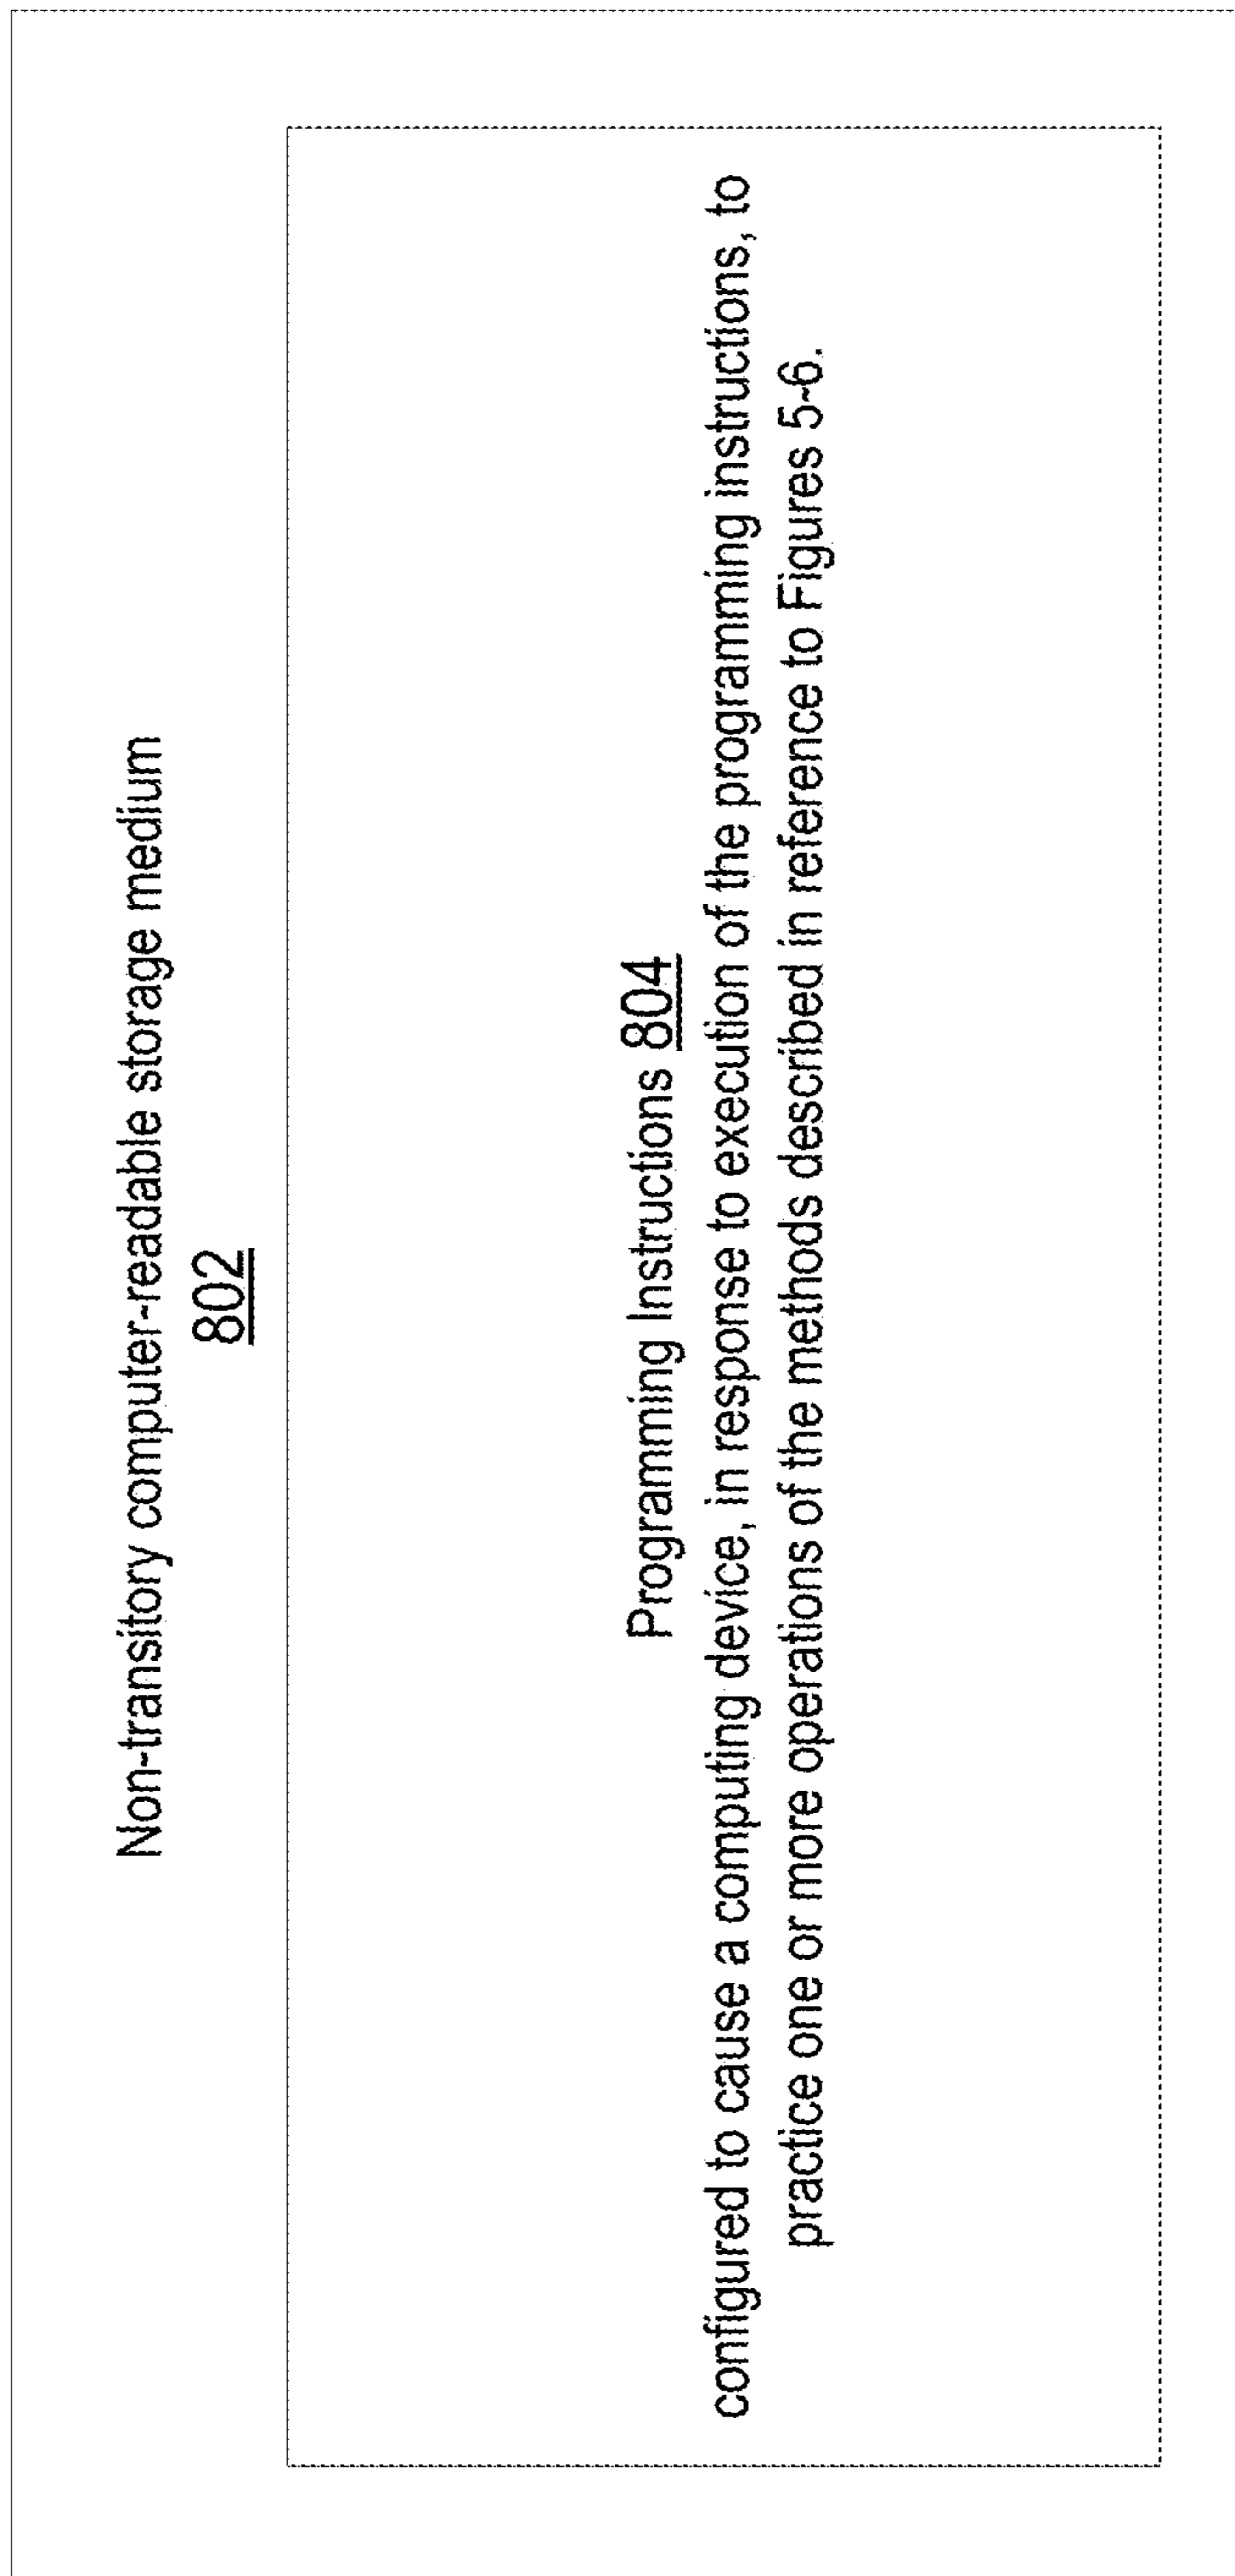 Non-transitory computer-readable storage medium
802
Programming Instructions 804
configured to cause a computing device, in response to execution of the programming instructions, to
practice one or more operations of the methods described in reference to Figures 5-6.